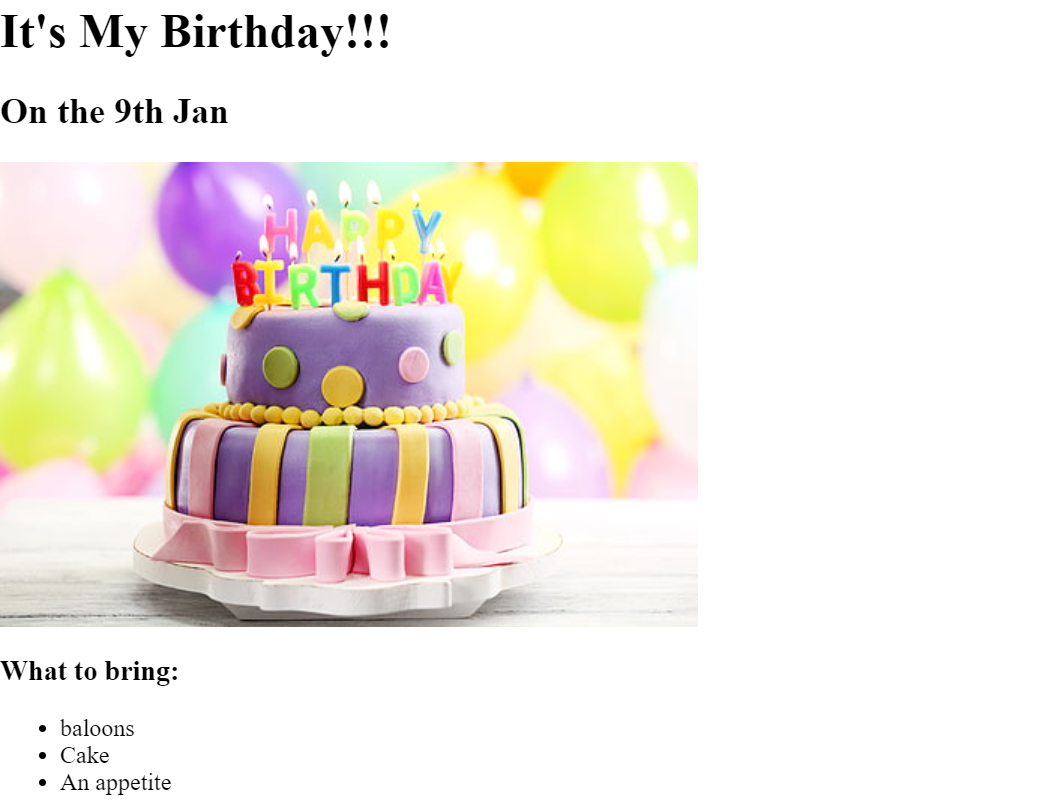 It's My Birthday!!!
On the 9th Jan
HAPPY
BIRTHDAY
What to bring:
baloons
Cake
An appetite